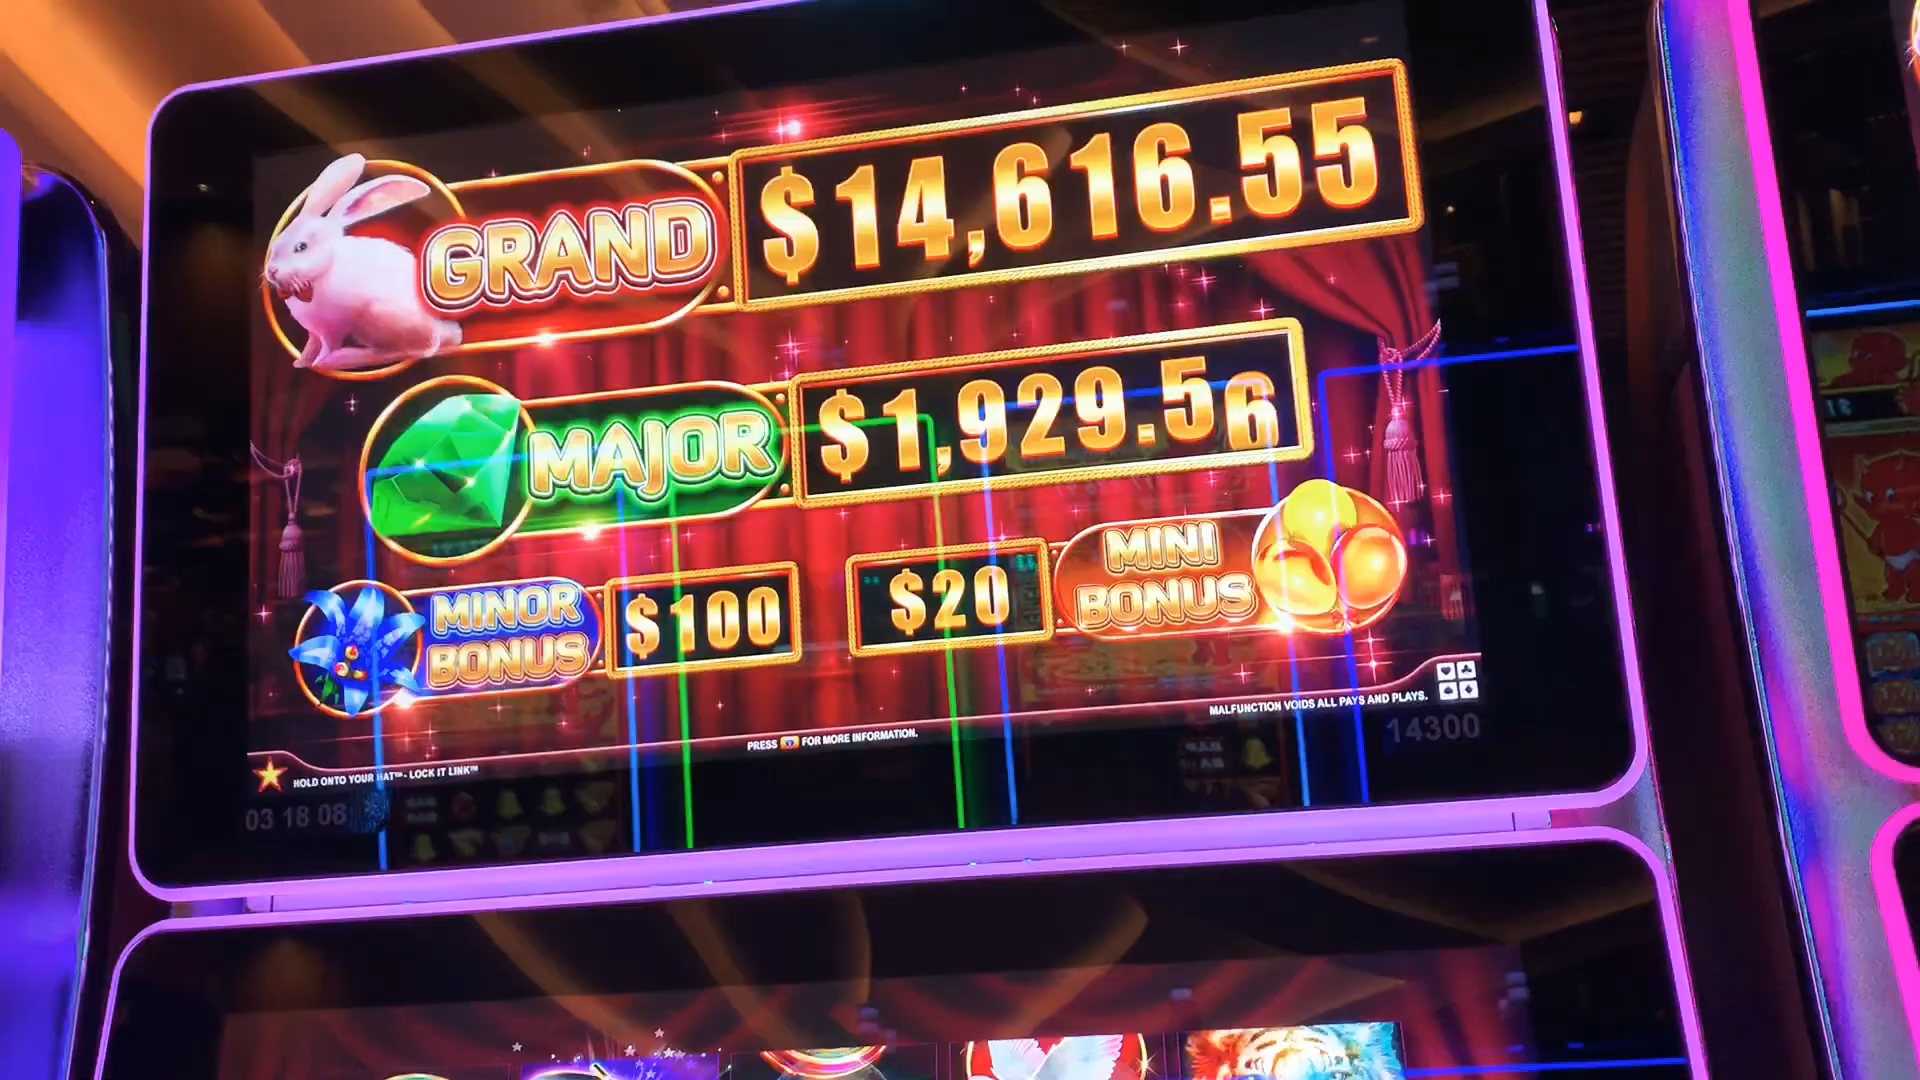 GRAND $14,616.55
MAJOR $1,929.56
MINOR BONUS $100
$20 MINI BONUS
MALFUNCTION VOIDS ALL PAYS AND PLAYS.
PRESS FOR MORE INFORMATION.
HOLD ONTO YOUR HAT™ - LOCK IT LINK™
14300
03 18 08